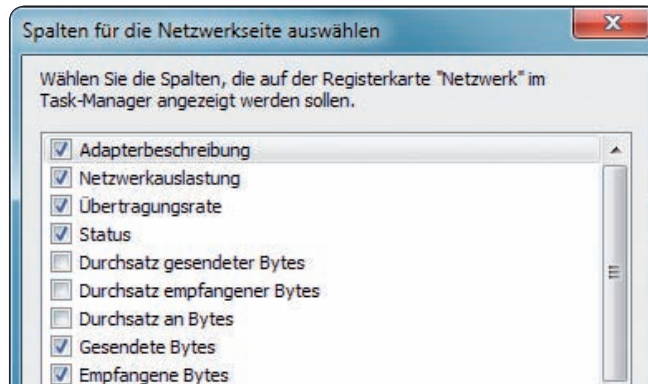 Spalten für die Netzwerkseite auswählen
Wählen Sie die Spalten, die auf der Registerkarte "Netzwerk" im
Task-Manager angezeigt werden sollen.
Adapterbeschreibung
Netzwerkauslastung
Übertragungsrate
Status
Durchsatz gesendeter Bytes
Durchsatz empfangener Bytes
Durchsatz an Bytes
Gesendete Bytes
Empfangene Bytes